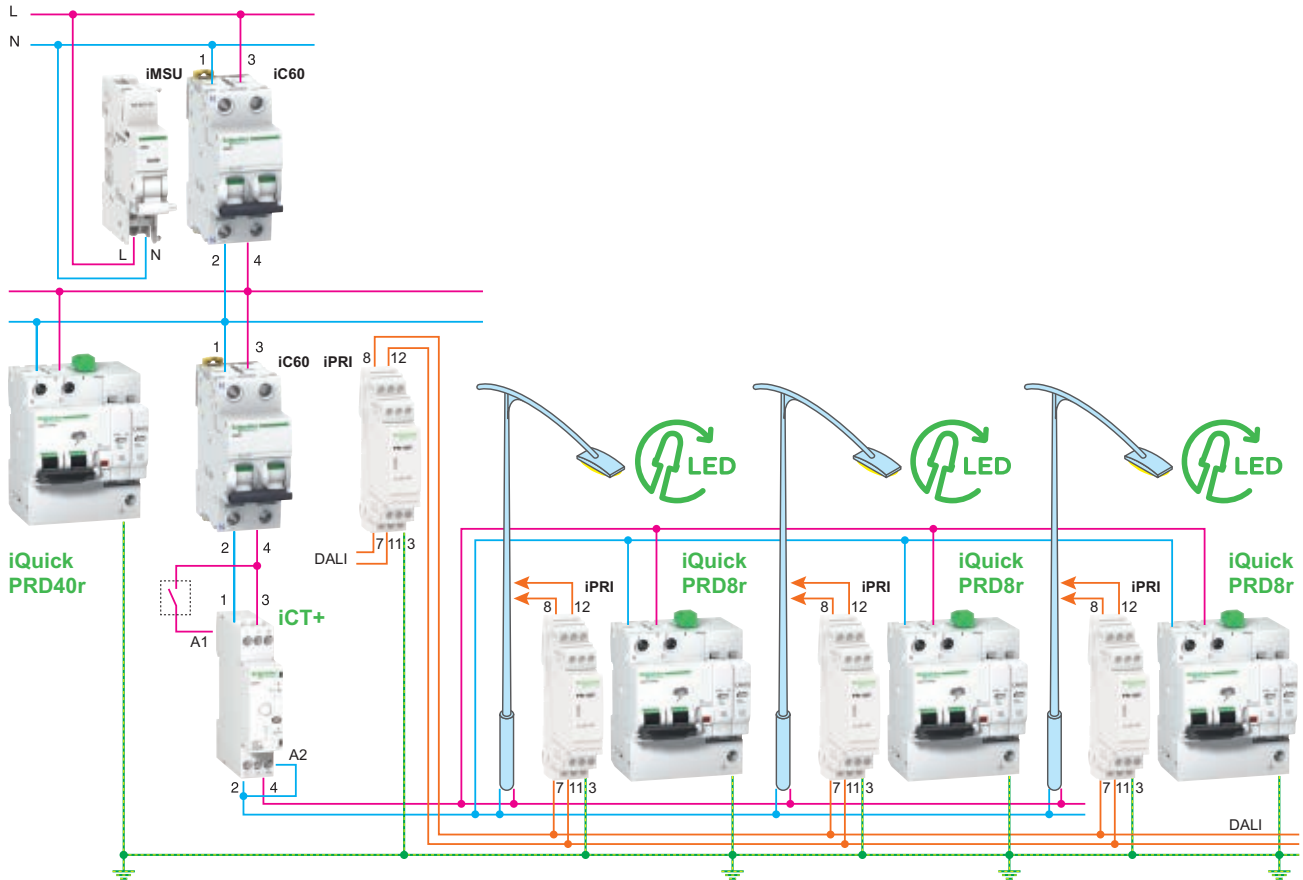 L
N
1
3
iMSU
iC60
L N
2
4
1
3
iC60
iPRI
8
12
2
4
DALI
7 11 3
iQuick
PRD40r
1
3
iCT+
A1
A2
2
4
LED
LED
LED
iQuick
PRD8r
iQuick
PRD8r
iQuick
PRD8r
iPRI
8
12
iPRI
8
12
iPRI
8
12
7 11 3
7 11 3
7 11 3
DALI